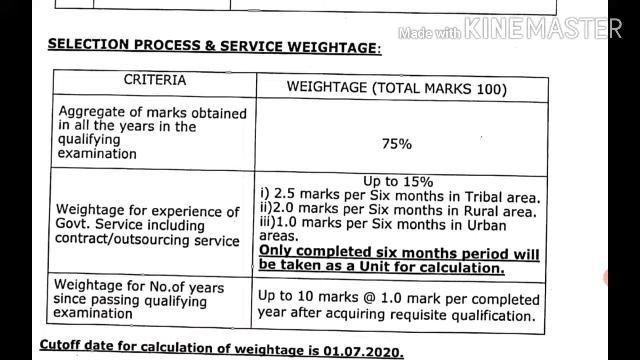 Made with KINEMASTER
SELECTION PROCESS & SERVICE WEIGHTAGE:
CRITERIA
WEIGHTAGE (TOTAL MARKS 100)
Aggregate of marks obtained
in all the years in the
qualifying
examination
75%
Weightage for experience of
Govt. Service including
contract/outsourcing service
Up to 15%
i) 2.5 marks per Six months in Tribal area.
ii)2.0 marks per Six months in Rural area.
iii)1.0 marks per Six months in Urban
areas.
Only completed six months period will
be taken as a Unit for calculation.
Weightage for No.of years
since passing qualifying
examination
Up to 10 marks @ 1.0 mark per completed
year after acquiring requisite qualification.
Cutoff date for calculation of weightage is 01.07.2020.